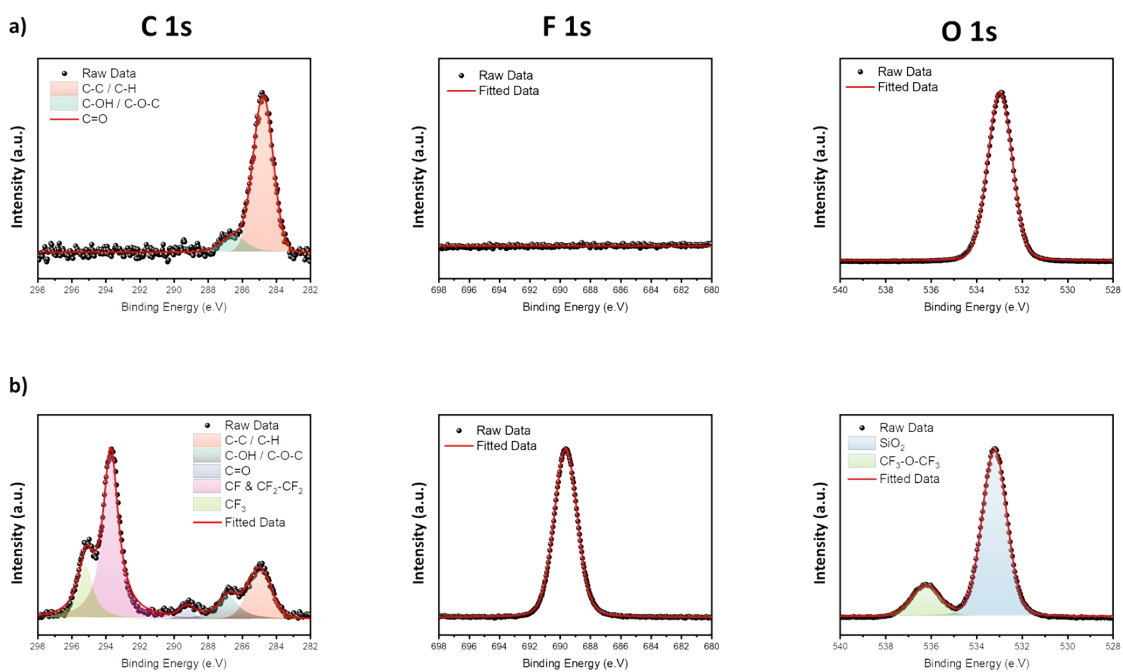 a)
C 1s
F 1s
O 1s
Raw Data
C-C / C-H
C-OH / C-O-C
C=O
Intensity (a.u.)
298 296 294 292 290 288 286 284 282
Binding Energy (e.V)
Raw Data
Fitted Data
Intensity (a.u.)
698 696 694 692 690 688 686 684 682 680
Binding Energy (e.V)
Raw Data
Fitted Data
Intensity (a.u.)
540 538 536 534 532 530 528
Binding Energy (e.V)
b)
Raw Data
C-C / C-H
C-OH / C-O-C
C=O
CF & CF₂-CF₂
CF₃
Fitted Data
Intensity (a.u.)
298 296 294 292 290 288 286 284 282
Binding Energy (e.V)
Raw Data
Fitted Data
Intensity (a.u.)
698 696 694 692 690 688 686 684 682 680
Binding Energy (e.V)
Raw Data
SiO₂
CF₃-O-CF₃
Fitted Data
Intensity (a.u.)
540 538 536 534 532 530 528
Binding Energy (e.V)